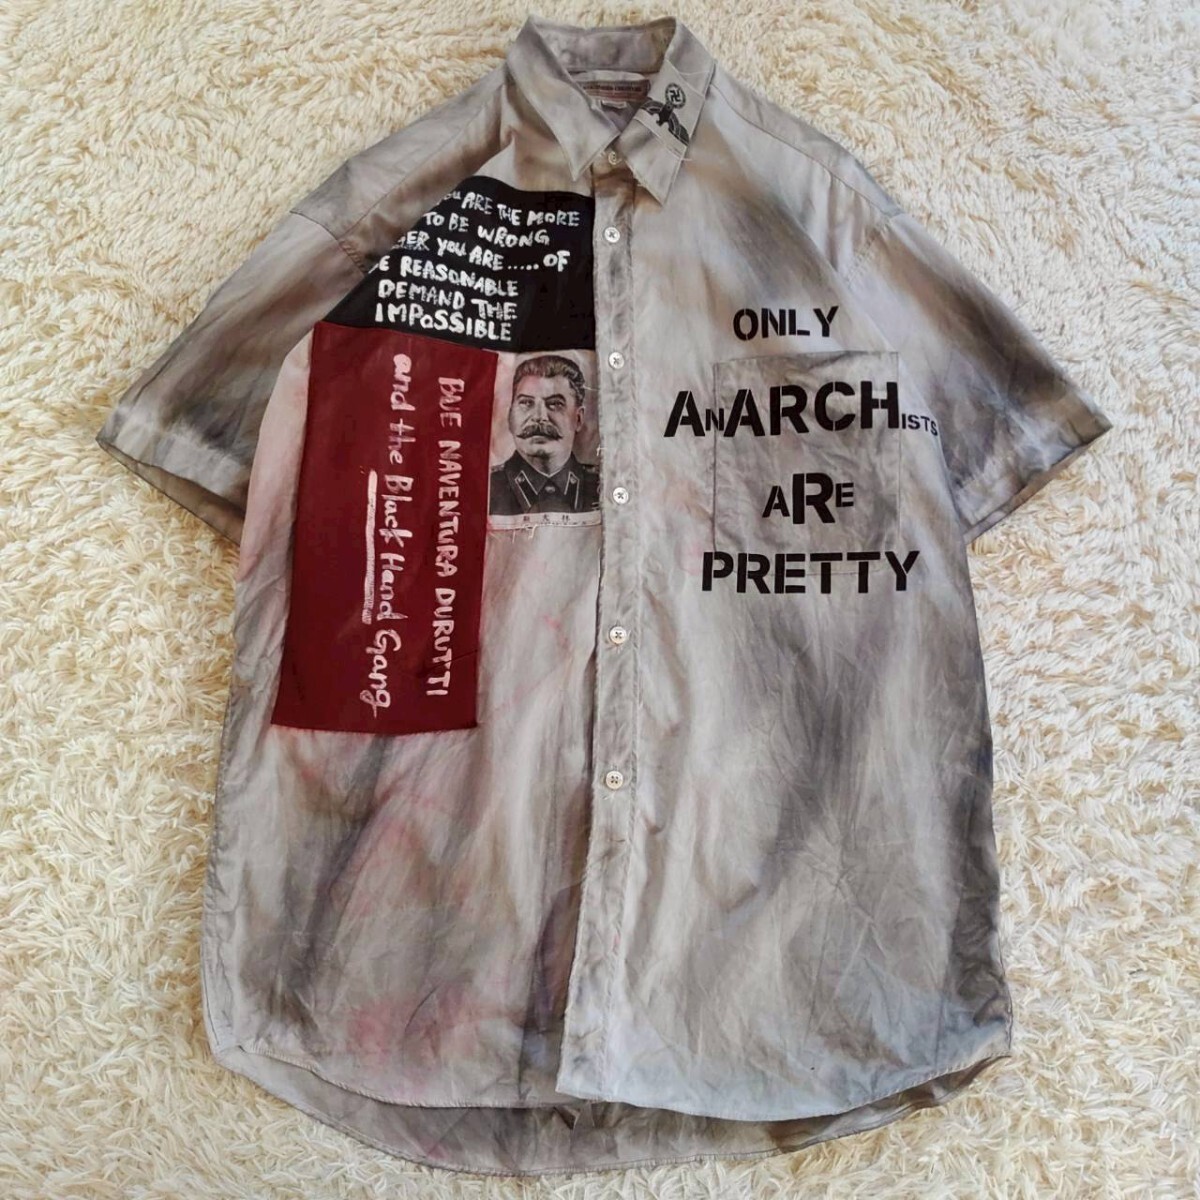 YOU ARE THE MORE
TO BE WRONG
ER YOU ARE ..... OF
E REASONABLE
DEMAND THE
IMPOSSIBLE
BUE NAVENTURA DURUTTI
and the Black Hand Gang
ONLY
ANARCHISTS
ARE
PRETTY